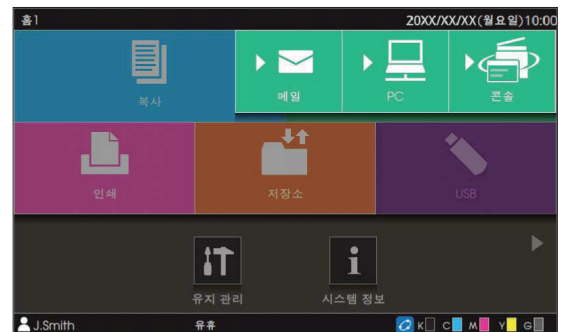 홈1 20XX/XX/XX(월요일)10:00
복사 메일 PC 콘솔
인쇄 저장소 USB
유지 관리 시스템 정보
J.Smith 유휴 K C M Y G